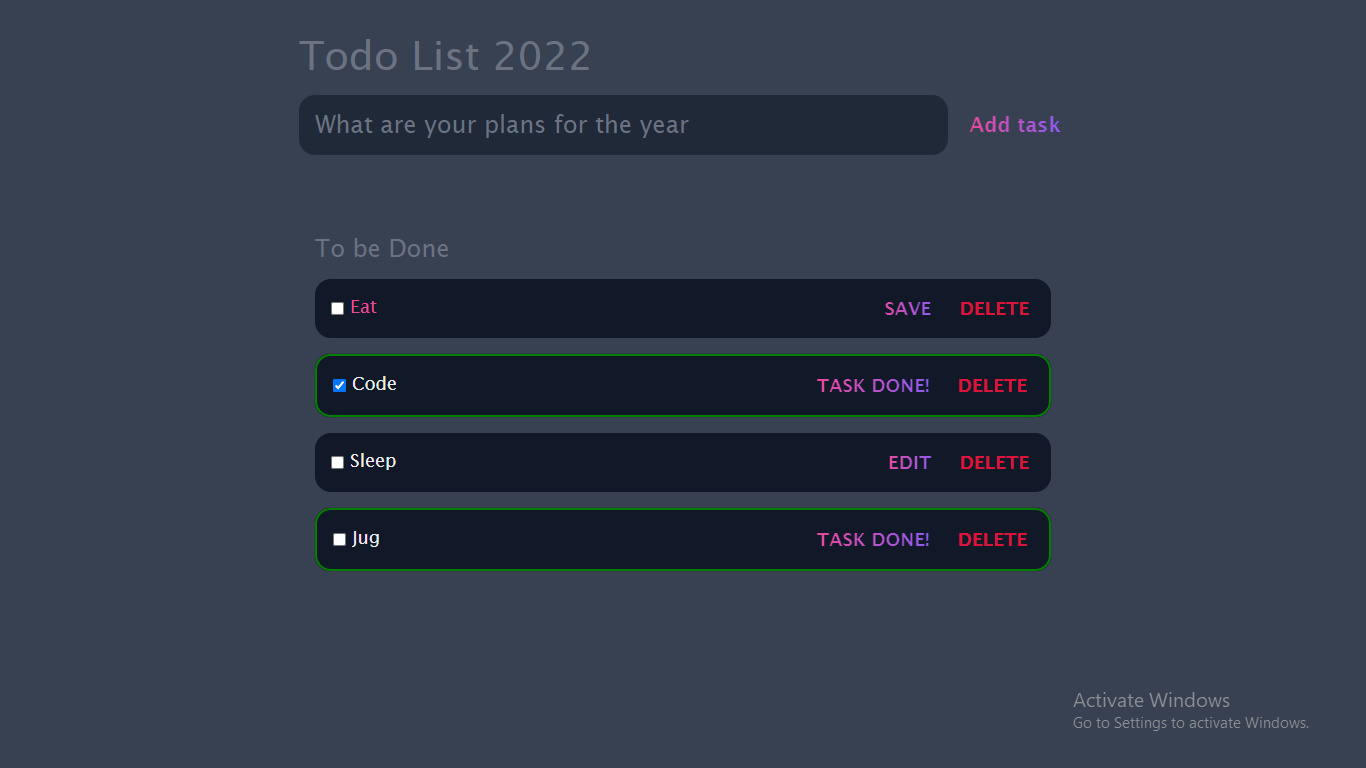 Todo List 2022
What are your plans for the year
Add task
To be Done
Eat SAVE DELETE
Code TASK DONE! DELETE
Sleep EDIT DELETE
Jug TASK DONE! DELETE
Activate Windows
Go to Settings to activate Windows.